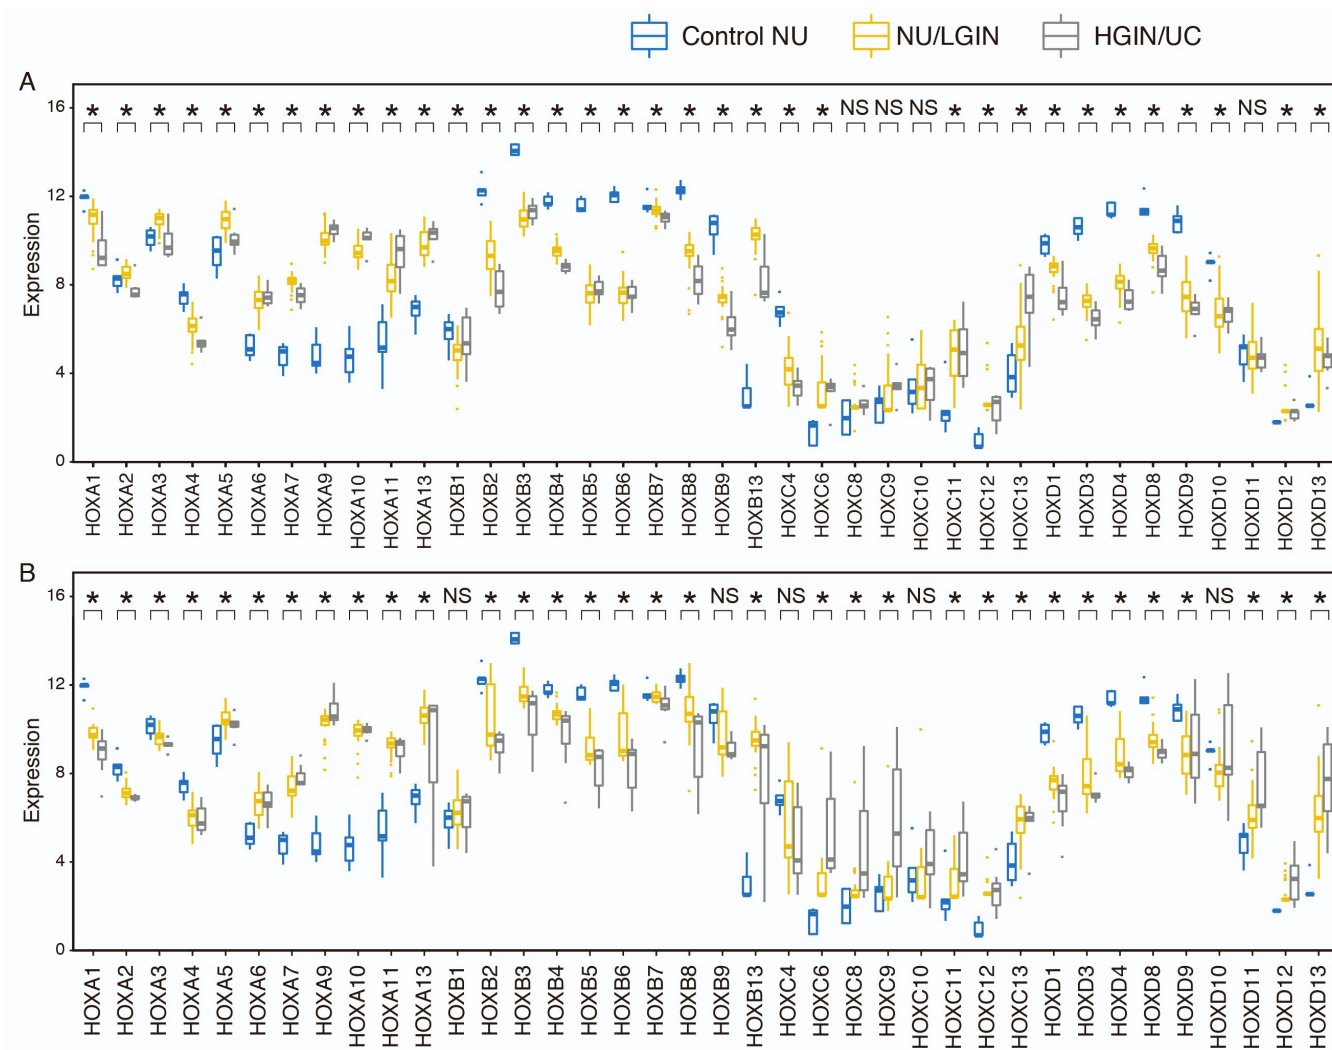 Control NU NU/LGIN HGIN/UC
A
16 * * * * * * * * * * * * * * * * * * * * * * * NS NS NS * * * * * * * * * NS * *
12
8
4
0
Expression
HOXA1 HOXA2 HOXA3 HOXA4 HOXA5 HOXA6 HOXA7 HOXA9 HOXA10 HOXA11 HOXA13 HOXB1 HOXB2 HOXB3 HOXB4 HOXB5 HOXB6 HOXB7 HOXB8 HOXB9 HOXB13 HOXC4 HOXC6 HOXC8 HOXC9 HOXC10 HOXC11 HOXC12 HOXC13 HOXD1 HOXD3 HOXD4 HOXD8 HOXD9 HOXD10 HOXD11 HOXD12 HOXD13
B
16 * * * * * * * * * * * NS * * * * * * * NS * NS * * * NS * * * * * * * * NS * * *
12
8
4
0
Expression
HOXA1 HOXA2 HOXA3 HOXA4 HOXA5 HOXA6 HOXA7 HOXA9 HOXA10 HOXA11 HOXA13 HOXB1 HOXB2 HOXB3 HOXB4 HOXB5 HOXB6 HOXB7 HOXB8 HOXB9 HOXB13 HOXC4 HOXC6 HOXC8 HOXC9 HOXC10 HOXC11 HOXC12 HOXC13 HOXD1 HOXD3 HOXD4 HOXD8 HOXD9 HOXD10 HOXD11 HOXD12 HOXD13